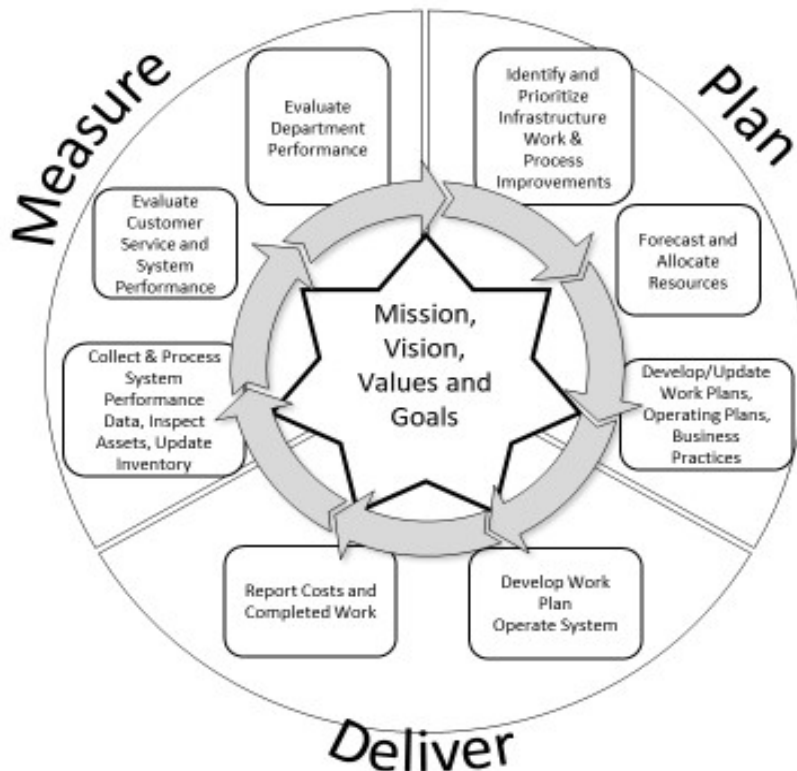 Measure
Plan
Deliver
Evaluate
Department
Performance
Identify and
Prioritize
Infrastructure
Work &
Process
Improvements
Evaluate
Customer
Service and
System
Performance
Forecast and
Allocate
Resources
Mission,
Vision,
Values and
Goals
Collect & Process
System
Performance
Data, Inspect
Assets, Update
Inventory
Develop/Update
Work Plans,
Operating Plans,
Business
Practices
Report Costs and
Completed Work
Develop Work
Plan
Operate System